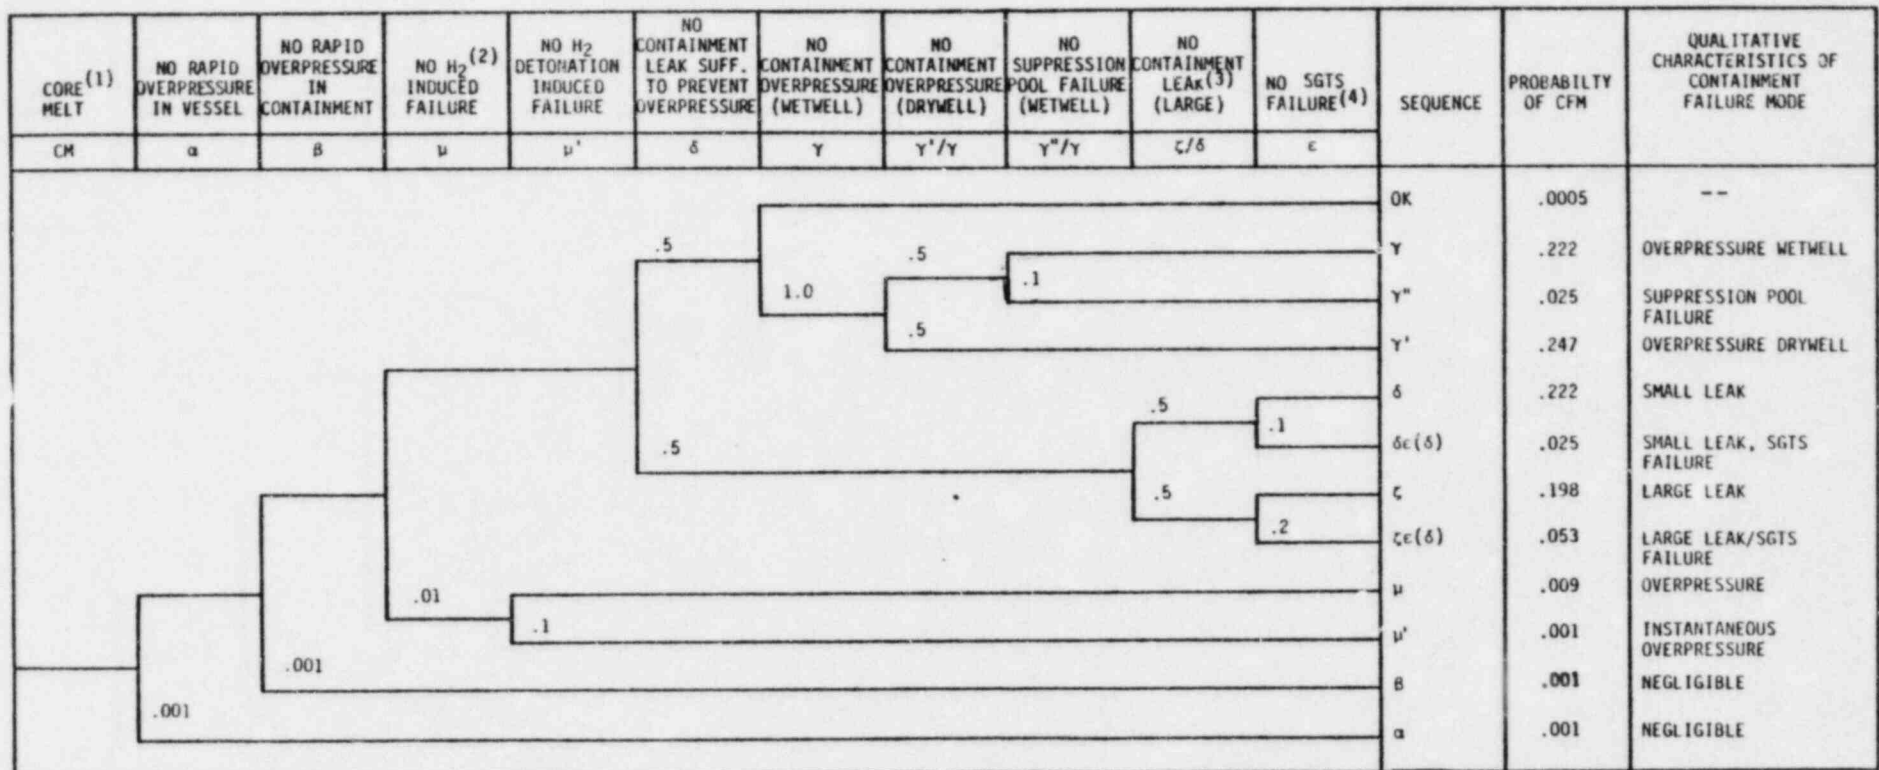 CORE(1)
MELT
NO RAPID
OVERPRESSURE
IN VESSEL
NO RAPID
OVERPRESSURE
IN
CONTAINMENT
NO H2(2)
INDUCED
FAILURE
NO H2
DETONATION
INDUCED
FAILURE
NO
CONTAINMENT
LEAK SUFF.
TO PREVENT
OVERPRESSURE
NO
CONTAINMENT
OVERPRESSURE
(WETWELL)
NO
CONTAINMENT
OVERPRESSURE
(DRYWELL)
NO
SUPPRESSION
POOL FAILURE
(WETWELL)
NO
CONTAINMENT
LEAK(3)
(LARGE)
NO SGTS
FAILURE(4)
SEQUENCE
PROBABILTY
OF CFM
QUALITATIVE
CHARACTERISTICS OF
CONTAINMENT
FAILURE MODE
CM α β μ μ' δ γ γ'/γ γ"/γ ζ/δ ε
OK .0005 --
.5
.5
γ .222 OVERPRESSURE WETWELL
.1
1.0
γ" .025 SUPPRESSION POOL
FAILURE
.5
γ' .247 OVERPRESSURE DRYWELL
δ .222 SMALL LEAK
.5
.1
.5
δε(δ) .025 SMALL LEAK, SGTS
FAILURE
.5
ζ .198 LARGE LEAK
.2
ζε(δ) .053 LARGE LEAK/SGTS
FAILURE
.01
μ .009 OVERPRESSURE
.1
μ' .001 INSTANTANEOUS
OVERPRESSURE
.001
β .001 NEGLIGIBLE
.001
α .001 NEGLIGIBLE